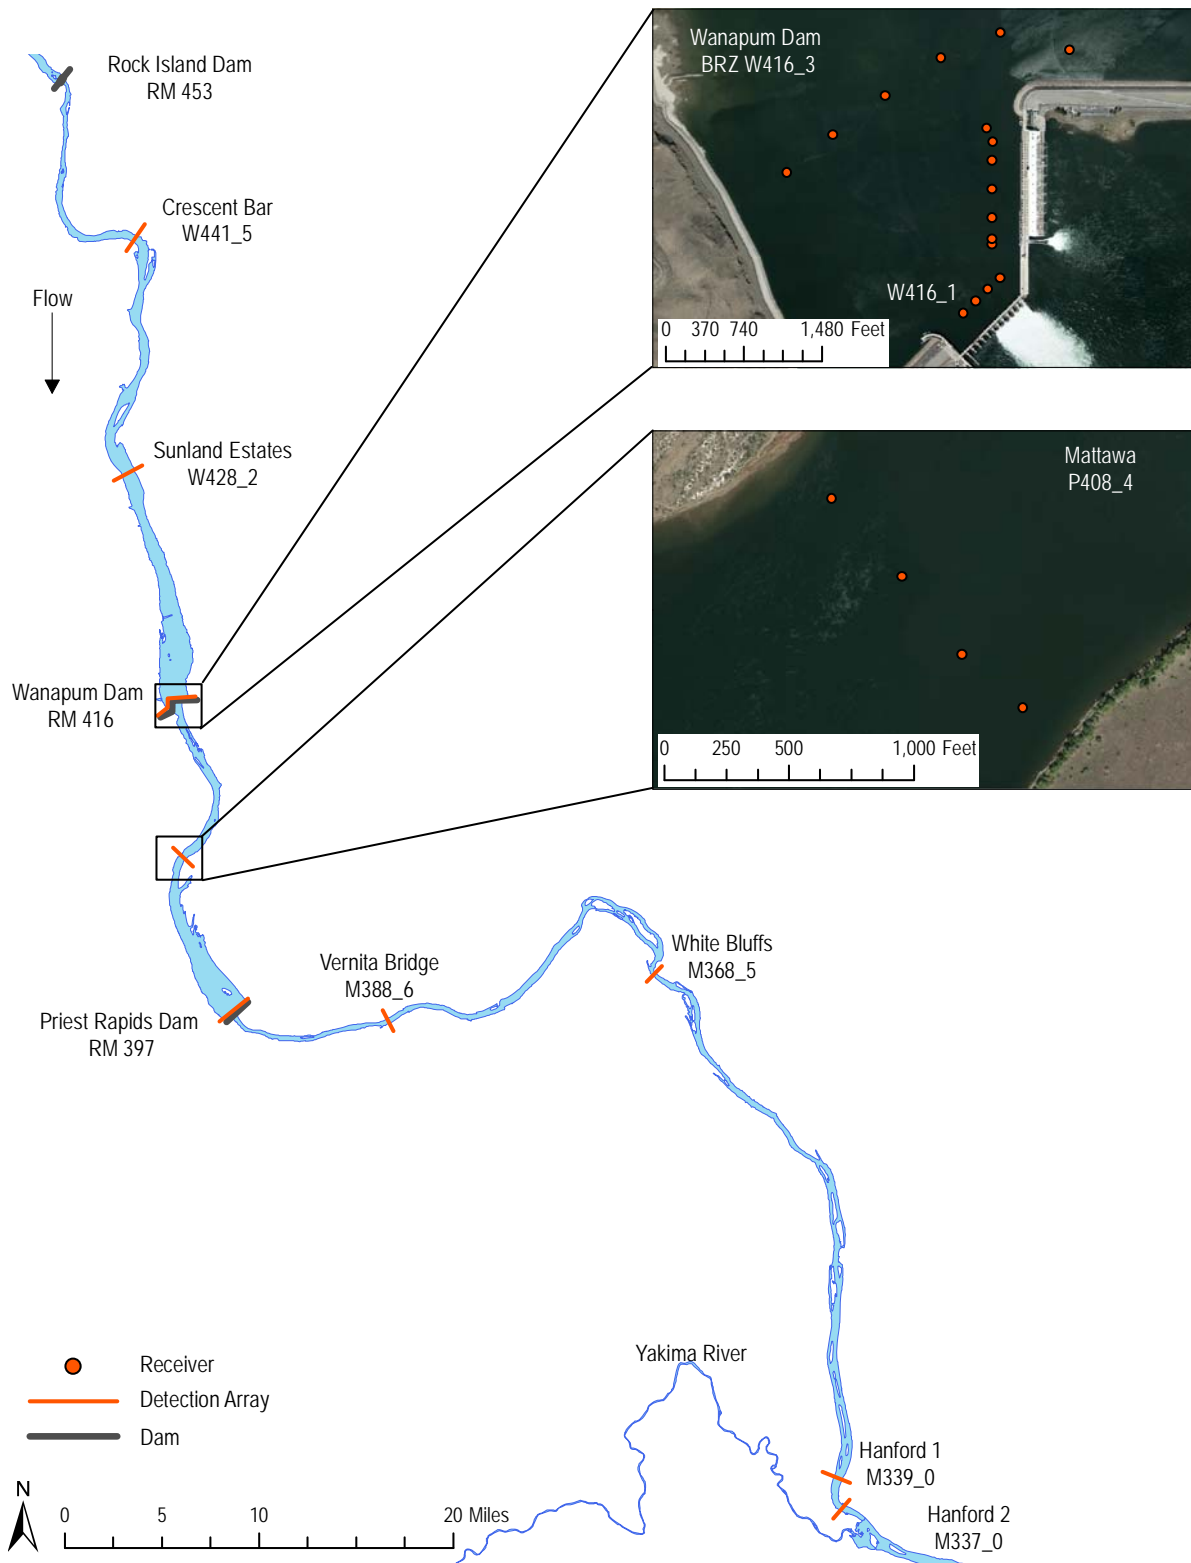 Rock Island Dam
RM 453
Crescent Bar
W441_5
Flow
Sunland Estates
W428_2
Wanapum Dam
RM 416
Wanapum Dam
BRZ W416_3
W416_1
0 370 740 1,480 Feet
Mattawa
P408_4
0 250 500 1,000 Feet
Priest Rapids Dam
RM 397
Vernita Bridge
M388_6
White Bluffs
M368_5
Yakima River
Hanford 1
M339_0
Hanford 2
M337_0
Receiver
Detection Array
Dam
N
0 5 10 20 Miles